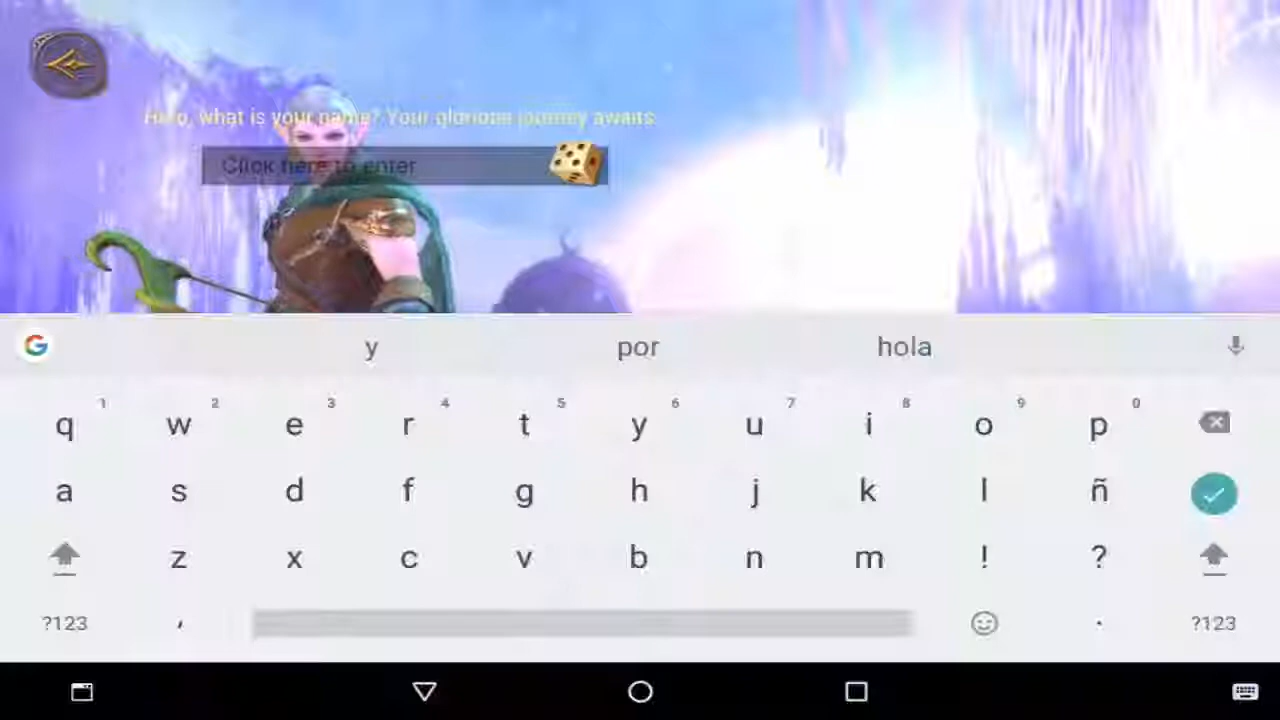 Hello, what is your name? Your glorious journey awaits
Click here to enter
y por hola
1 2 3 4 5 6 7 8 9 0
q w e r t y u i o p
a s d f g h j k l ñ
z x c v b n m ! ?
?123 , . ?123